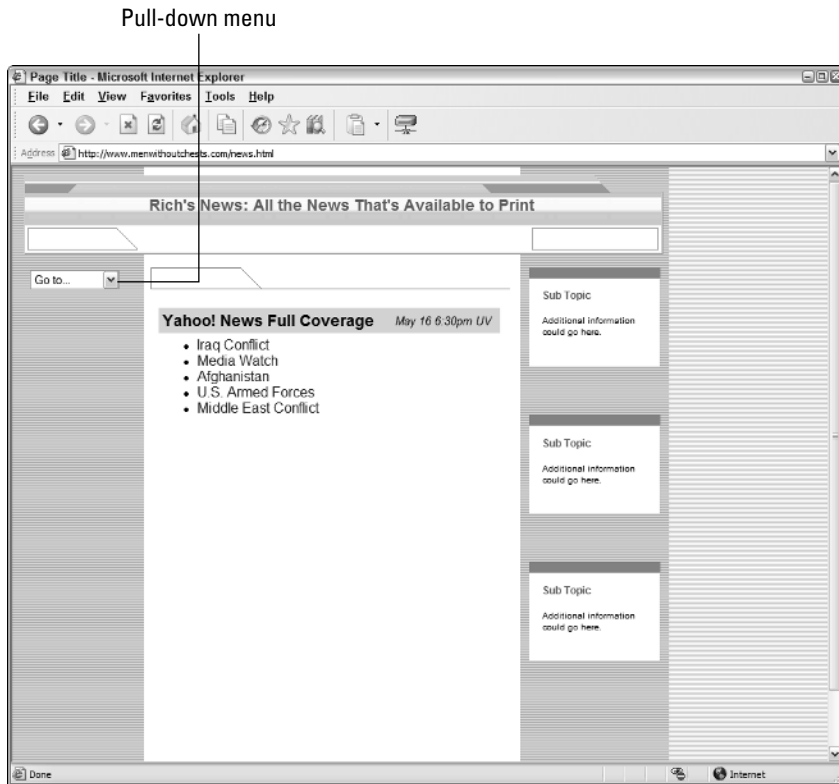 Pull-down menu
Page Title - Microsoft Internet Explorer
File Edit View Favorites Tools Help
Address http://www.menwithoutchests.com/news.html
Rich's News: All the News That's Available to Print
Go to...
Yahoo! News Full Coverage May 16 6:30pm UV
• Iraq Conflict
• Media Watch
• Afghanistan
• U.S. Armed Forces
• Middle East Conflict
Sub Topic
Additional information
could go here.
Sub Topic
Additional information
could go here.
Sub Topic
Additional information
could go here.
Done
Internet